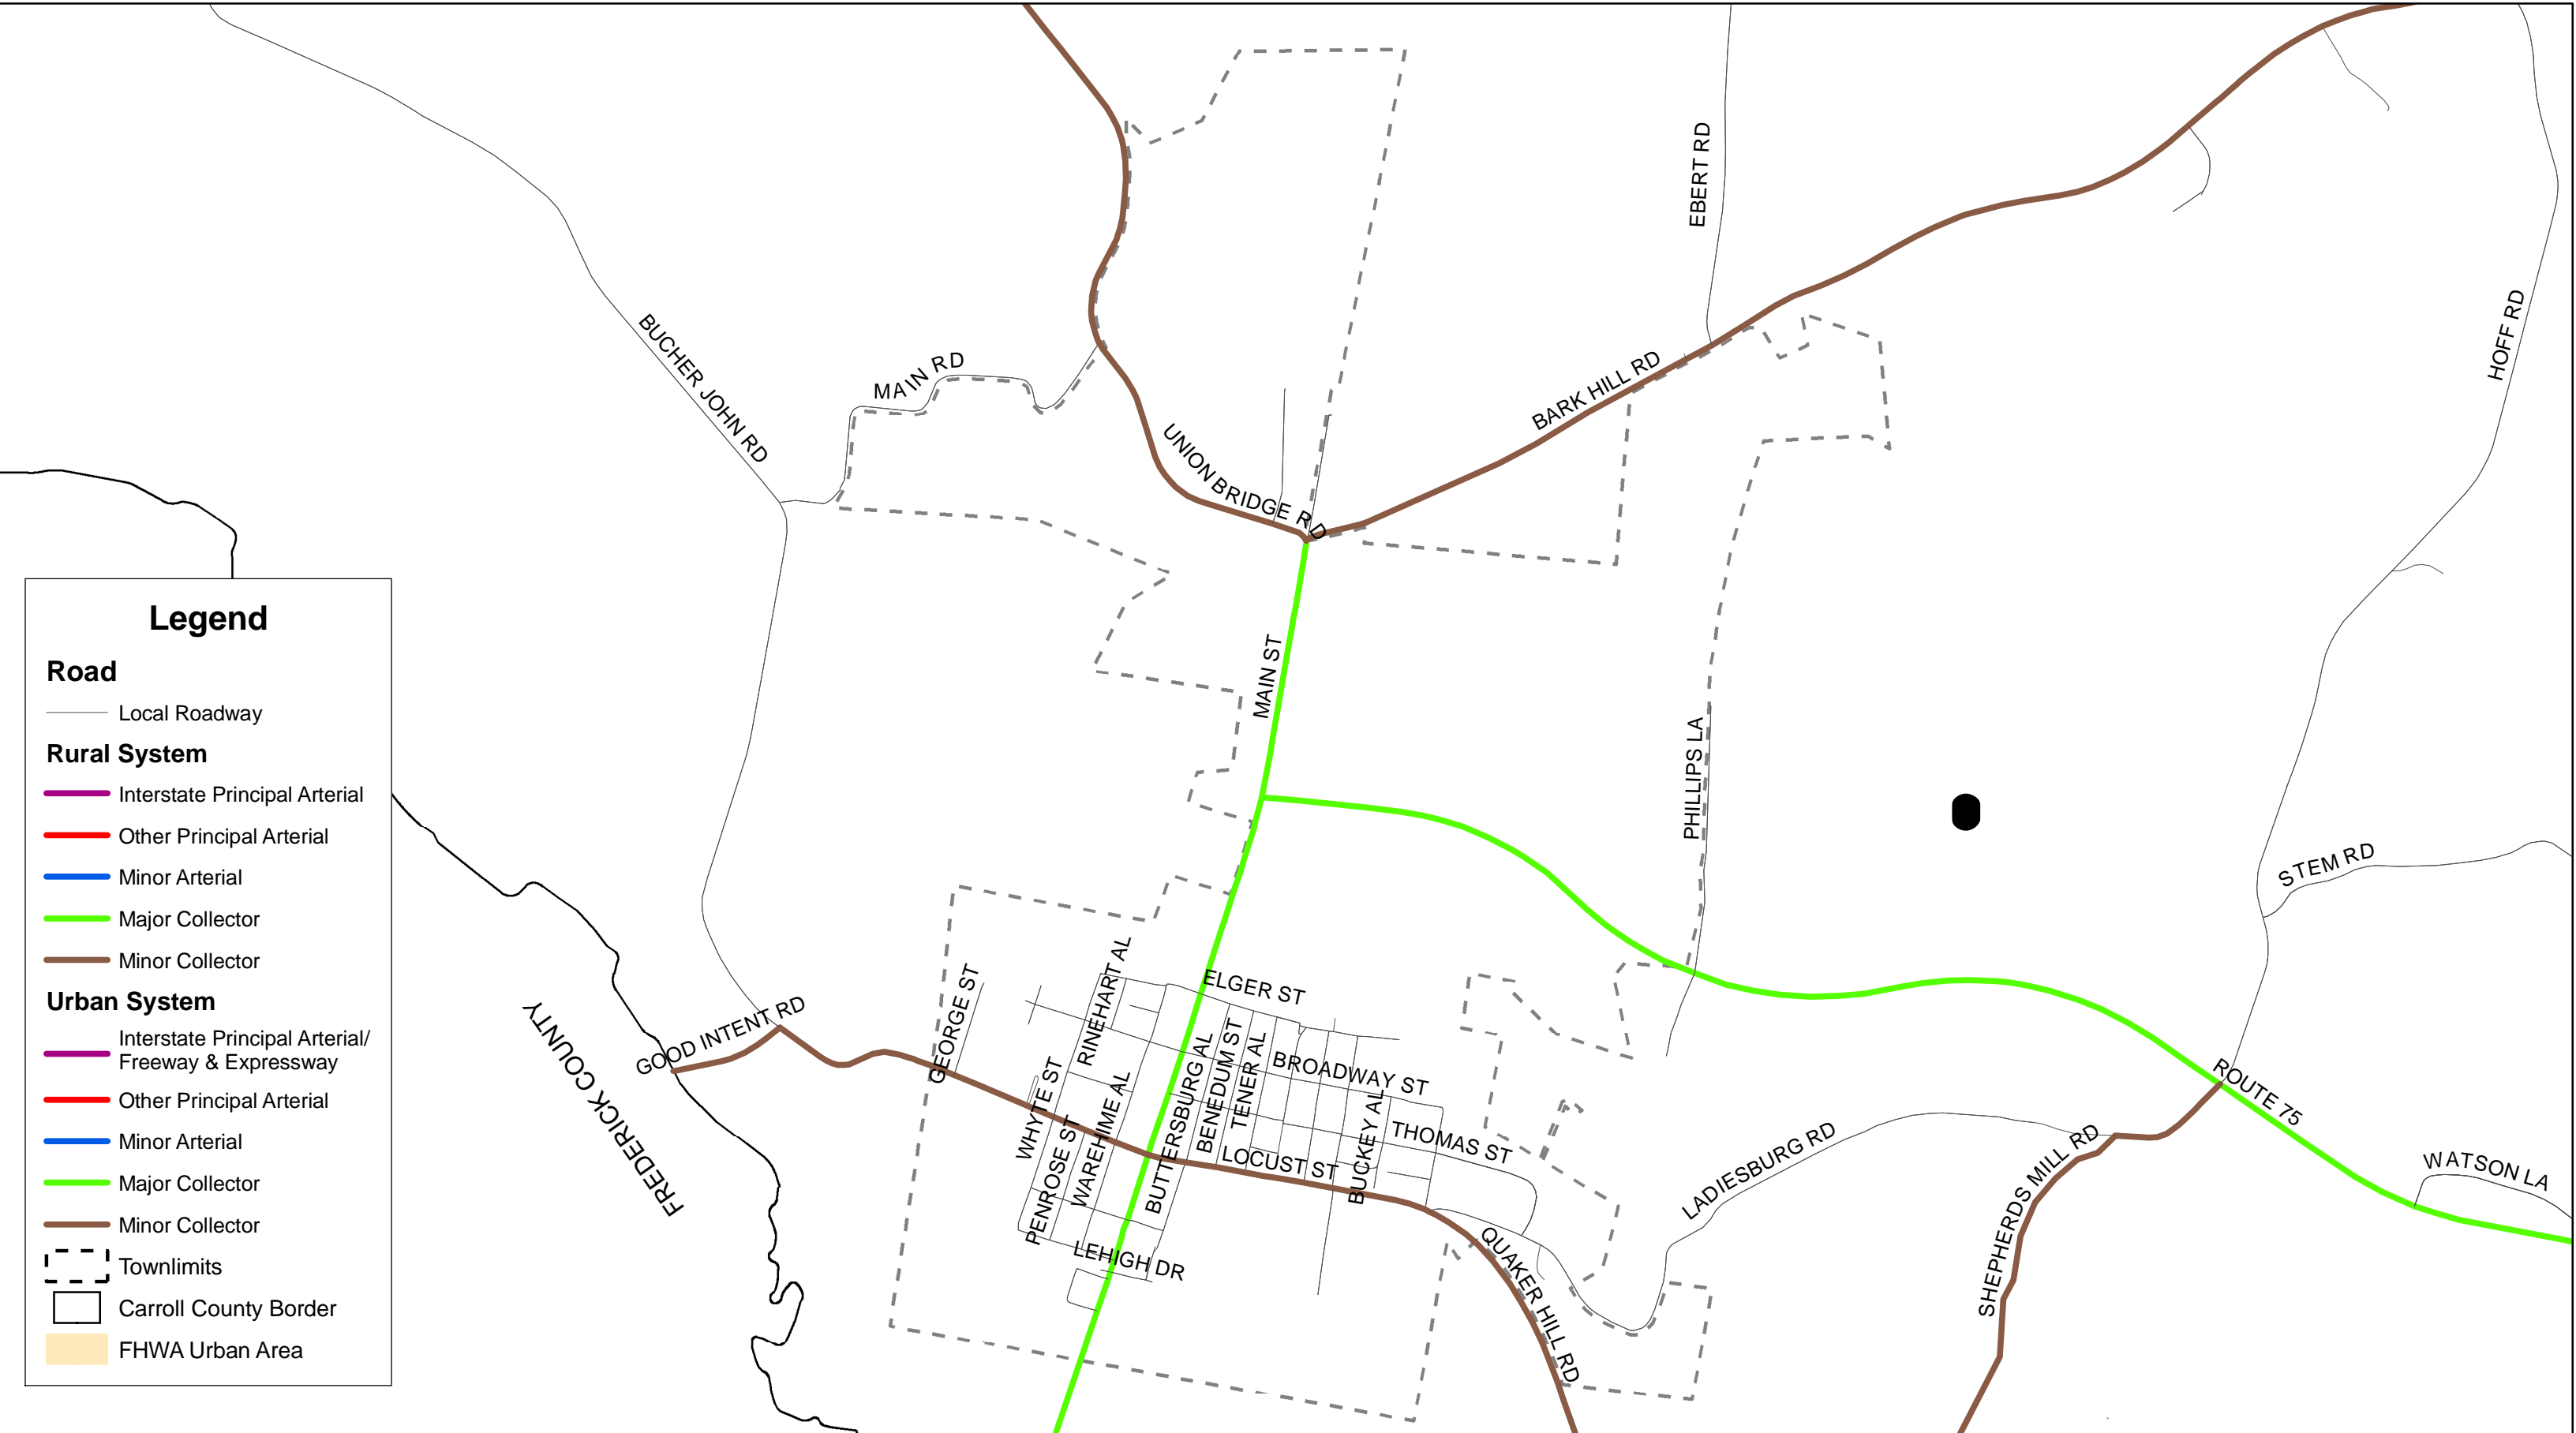 EBERT RD
HOFF RD
BUCHER JOHN RD
MAIN RD
BARK HILL RD
UNION BRIDGE RD
MAIN ST
PHILLIPS LA
STEM RD
Legend
Road
Local Roadway
Rural System
Interstate Principal Arterial
Other Principal Arterial
Minor Arterial
Major Collector
Minor Collector
Urban System
Interstate Principal Arterial/
Freeway & Expressway
Other Principal Arterial
Minor Arterial
Major Collector
Minor Collector
Townlimits
Carroll County Border
FHWA Urban Area
FREDERICK COUNTY
GOOD INTENT RD
GEORGE ST
RINEHART AL
ELGER ST
WHYTE ST
PENROSE ST
WAREHIME AL
BUTTERSBURG AL
BENEDUM ST
TENER AL
BROADWAY ST
BUCKEY AL
THOMAS ST
LOCUST ST
LEHIGH DR
QUAKER HILL RD
LADIESBURG RD
SHEPHERDS MILL RD
ROUTE 75
WATSON LA